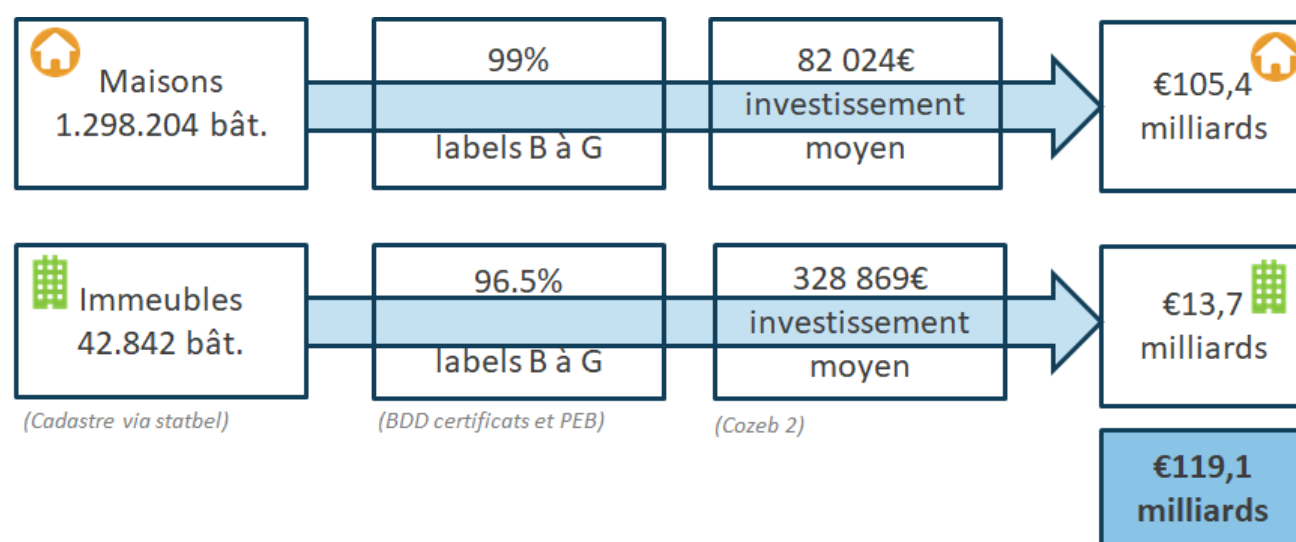 Maisons
1.298.204 bât.
99%
labels B à G
82 024€
investissement
moyen
€105,4
milliards
Immeubles
42.842 bât.
96.5%
labels B à G
328 869€
investissement
moyen
€13,7
milliards
(Cadastre via statbel)
(BDD certificats et PEB)
(Cozeb 2)
€119,1
milliards